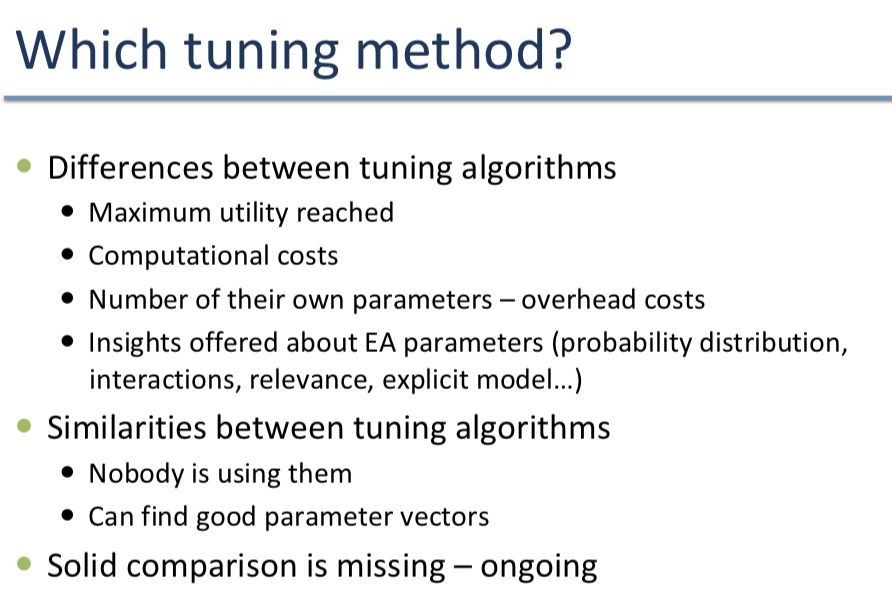 Which tuning method?
• Differences between tuning algorithms
• Maximum utility reached
• Computational costs
• Number of their own parameters – overhead costs
• Insights offered about EA parameters (probability distribution,
interactions, relevance, explicit model…)
• Similarities between tuning algorithms
• Nobody is using them
• Can find good parameter vectors
• Solid comparison is missing – ongoing